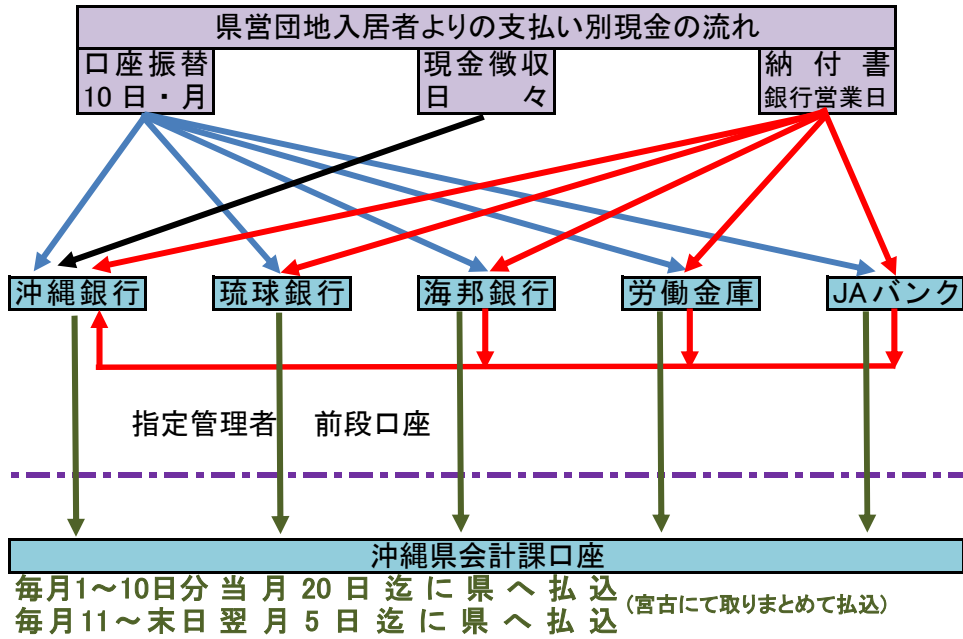 県営団地入居者よりの支払い別現金の流れ
口座振替
10日・月
現金徴収
日々
納付書
銀行営業日
沖縄銀行
琉球銀行
海邦銀行
労働金庫
JAバンク
指定管理者 前段口座
沖縄県会計課口座
毎月1～10日分 当月20日迄に県へ払込
(宮古にて取りまとめて払込)
毎月11～末日 翌月5日迄に県へ払込